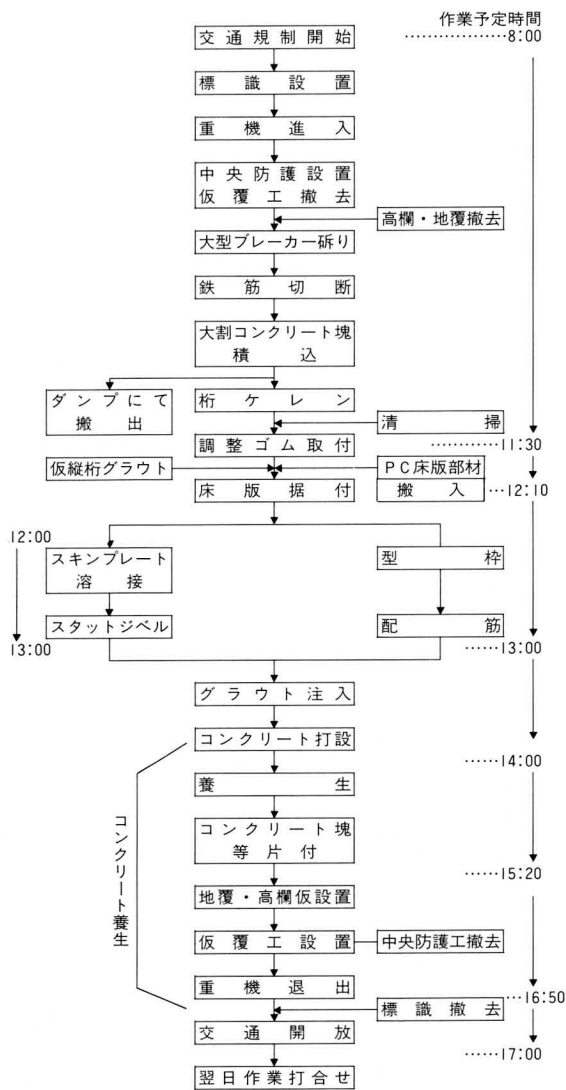 作業予定時間
交通規制開始
………………8:00
標識設置
重機進入
中央防護設置
仮覆工撤去
高欄・地覆撤去
大型ブレーカー斫り
鉄筋切断
大割コンクリート塊
積込
ダンプにて
搬出
桁ケレン
清掃
…………11:30
調整ゴム取付
仮縦桁グラウト
PC床版部材
搬入
…12:10
床版据付
12:00
スキンプレート
溶接
型枠
スタットジベル
配筋
13:00
……13:00
グラウト注入
コンクリート打設
……14:00
養生
コンクリート養生
コンクリート塊
等片付
……15:20
地覆・高欄仮設置
仮覆工設置
中央防護工撤去
重機退出
…16:50
標識撤去
交通開放
……17:00
翌日作業打合せ